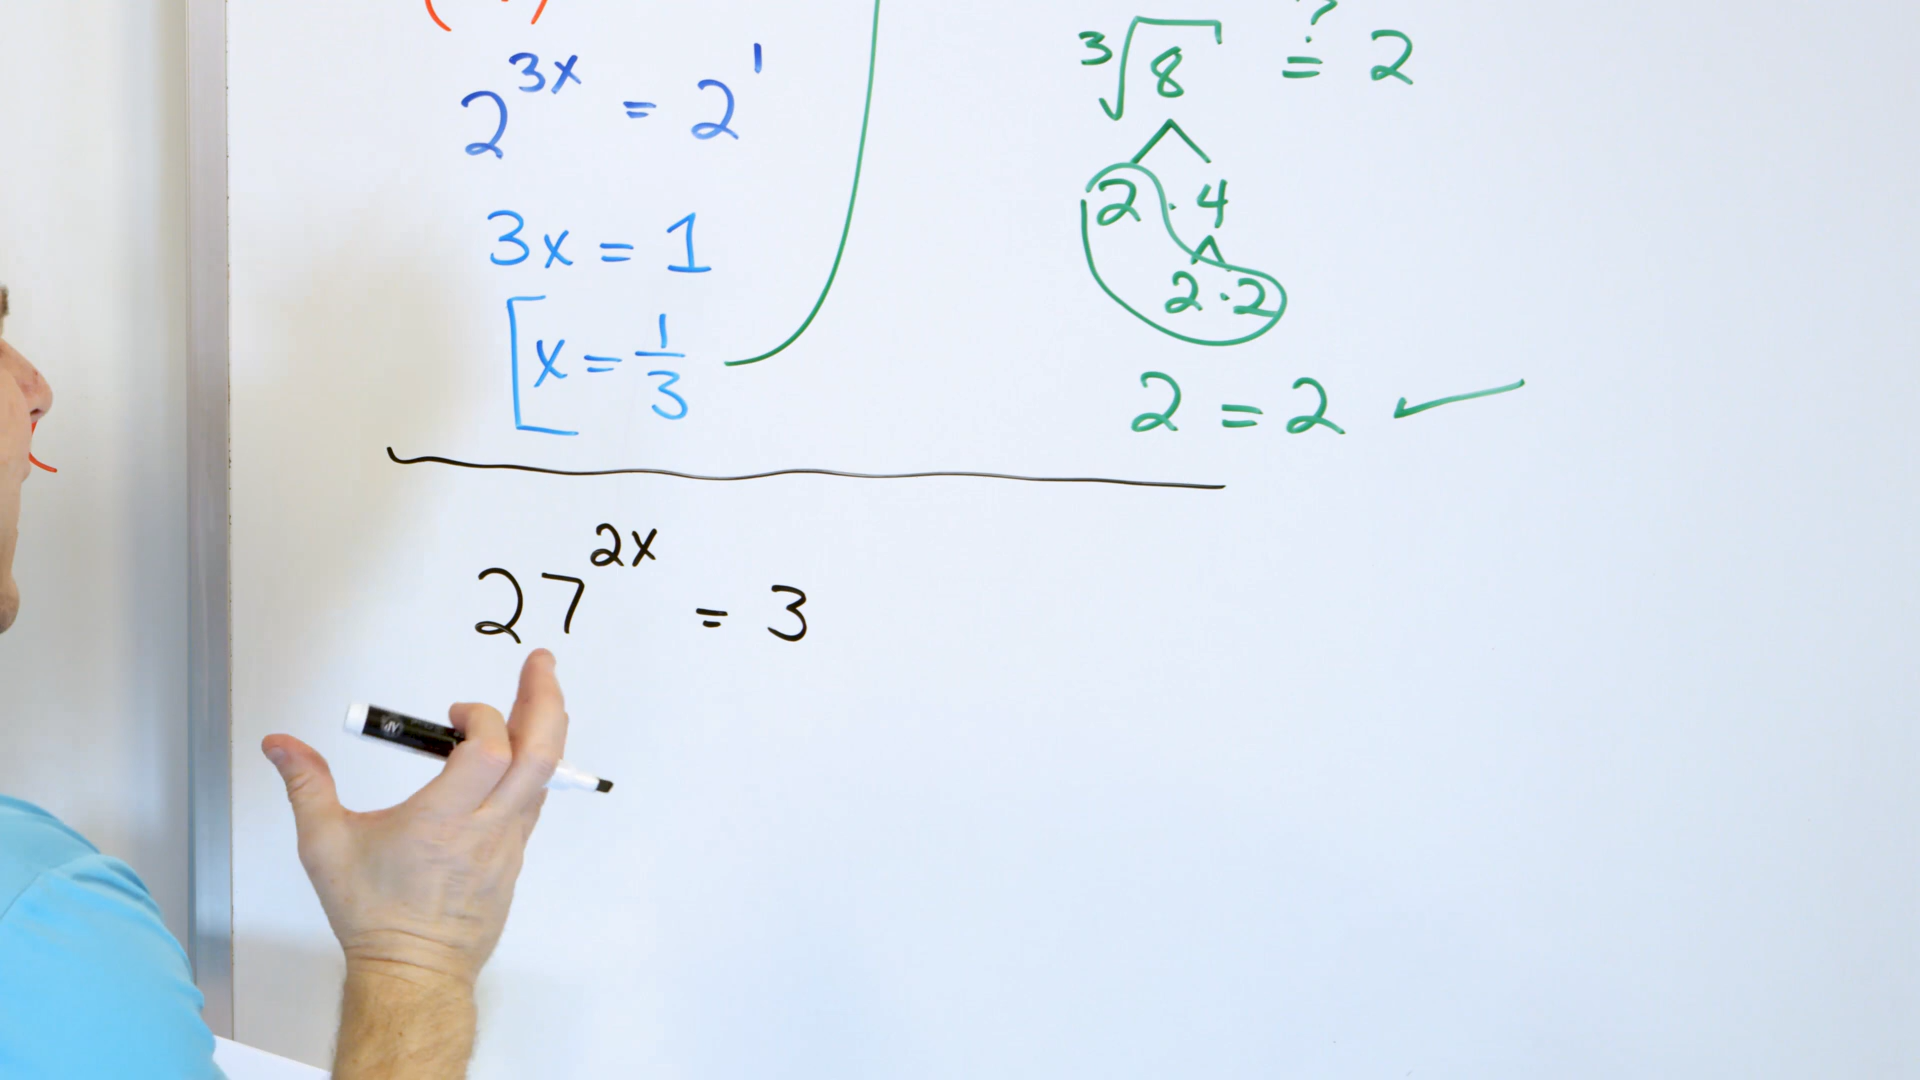 2^{3x} = 2^1
3x = 1
x = 1/3
∛8 ?= 2
2 · 4
2 · 2
2 = 2 ✓
27^{2x} = 3